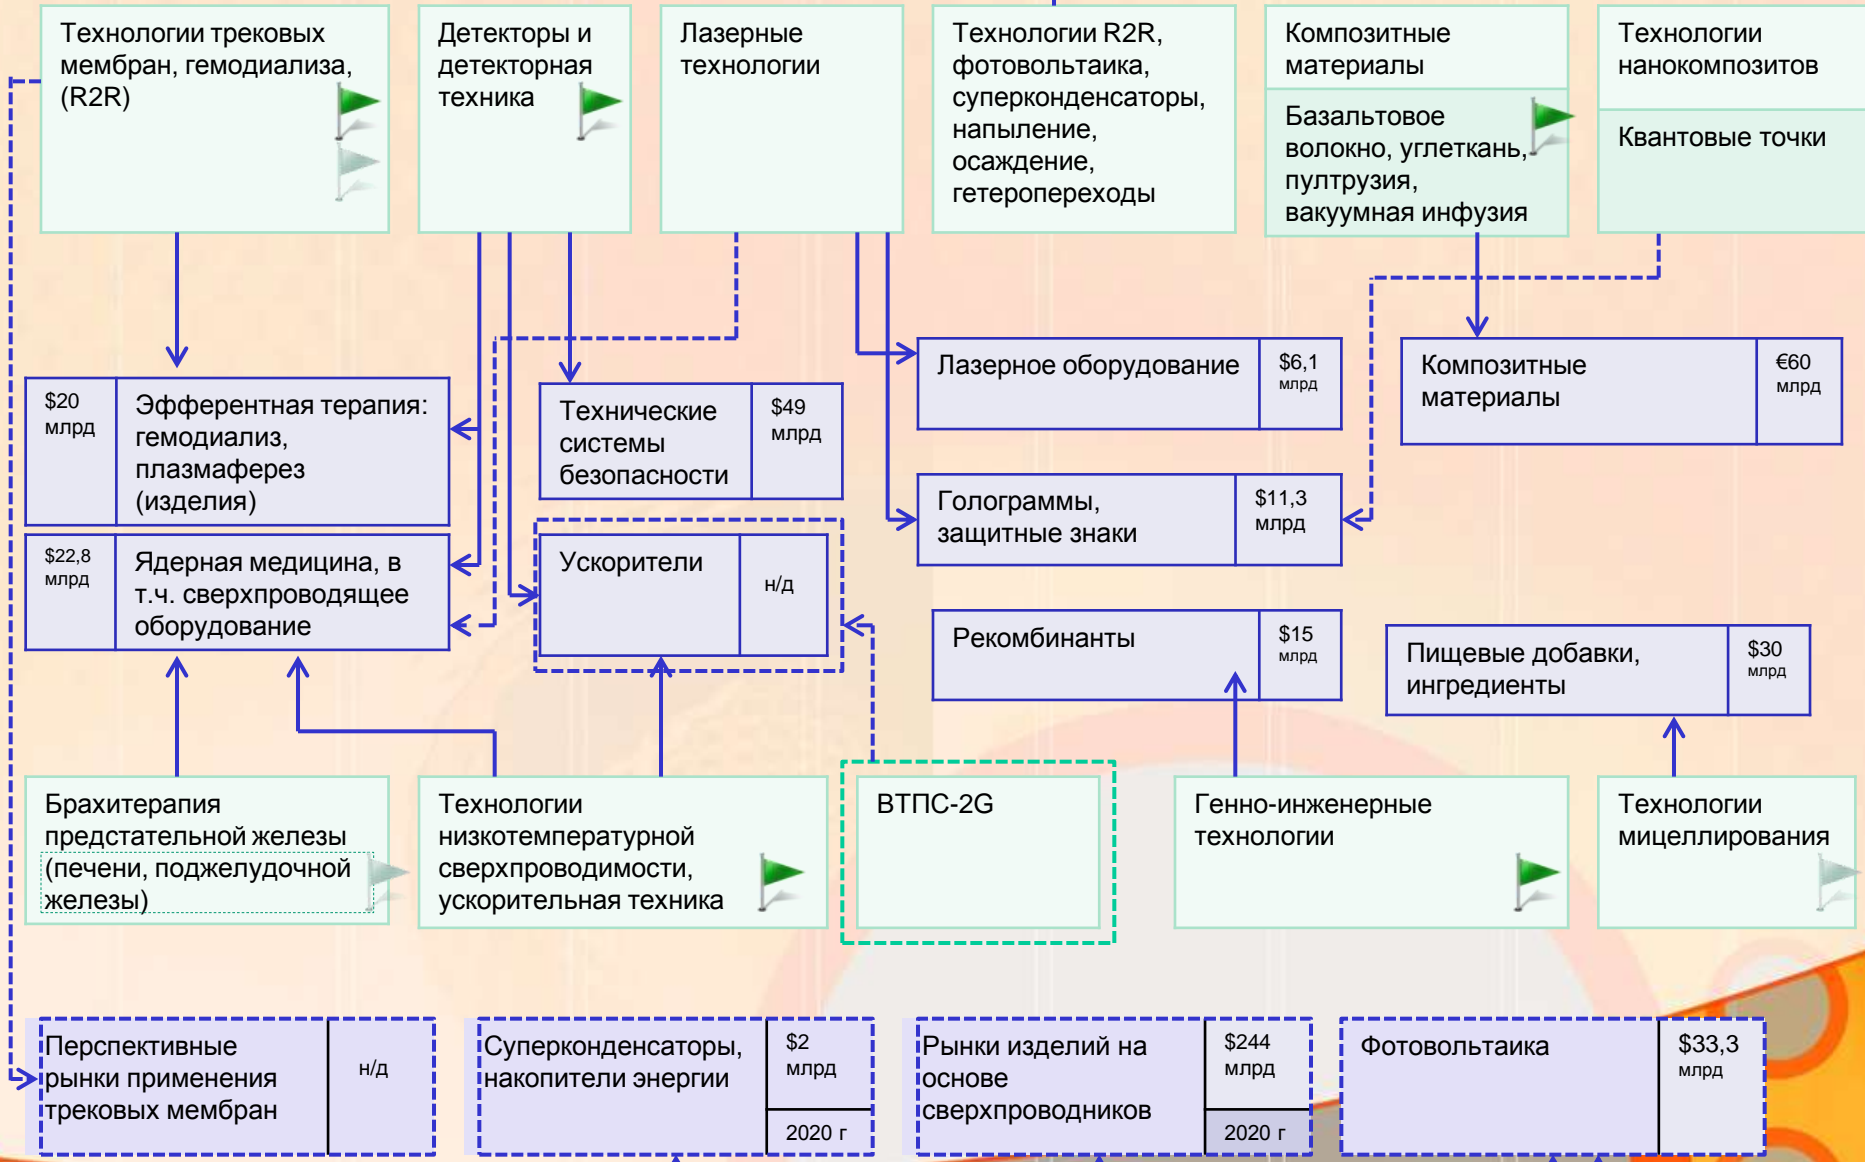 Технологии трековых
мембран, гемодиализа,
(R2R)
Детекторы и
детекторная
техника
Лазерные
технологии
Технологии R2R,
фотовольтаика,
суперконденсаторы,
напыление,
осаждение,
гетеропереходы
Композитные
материалы
Базальтовое
волокно, углеткань,
пултрузия,
вакуумная инфузия
Технологии
нанокомпозитов
Квантовые точки
$20
млрд
Эфферентная терапия:
гемодиализ,
плазмаферез
(изделия)
Технические
системы
безопасности
$49
млрд
Лазерное оборудование
$6,1
млрд
Композитные
материалы
€60
млрд
Голограммы,
защитные знаки
$11,3
млрд
$22,8
млрд
Ядерная медицина, в
т.ч. сверхпроводящее
оборудование
Ускорители
н/д
Рекомбинанты
$15
млрд
Пищевые добавки,
ингредиенты
$30
млрд
Брахитерапия
предстательной железы
(печени, поджелудочной
железы)
Технологии
низкотемпературной
сверхпроводимости,
ускорительная техника
ВТПС-2G
Генно-инженерные
технологии
Технологии
мицеллирования
Перспективные
рынки применения
трековых мембран
н/д
Суперконденсаторы,
накопители энергии
$2
млрд
2020 г
Рынки изделий на
основе
сверхпроводников
$244
млрд
2020 г
Фотовольтаика
$33,3
млрд